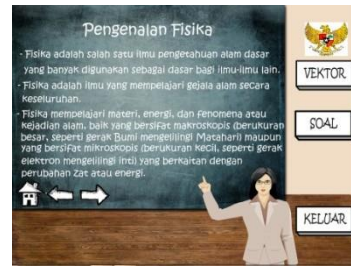 Pengenalan Fisika
- Fisika adalah salah satu ilmu pengetahuan alam dasar
yang banyak digunakan sebagai dasar bagi ilmu-ilmu lain.
- Fisika adalah ilmu yang mempelajari gejala alam secara
keseluruhan.
- Fisika mempelajari materi, energi, dan fenomena atau
kejadian alam, baik yang bersifat makroskopis (berukuran
besar, seperti gerak Bumi mengelilingi Matahari) maupun
yang bersifat mikroskopis (berukuran kecil, seperti gerak
elektron mengelilingi inti) yang berkaitan dengan
perubahan zat atau energi.
VEKTOR
SOAL
KELUAR